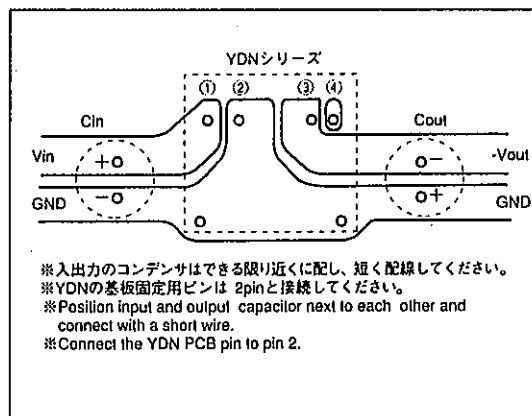 YDNシリーズ
① ② ③ ④
Cin Cout
Vin + − -Vout
GND − + GND
※入出力のコンデンサはできる限り近くに配し、短く配線してください。
※YDNの基板固定用ピンは 2pinと接続してください。
※Position input and output capacitor next to each other and
connect with a short wire.
※Connect the YDN PCB pin to pin 2.